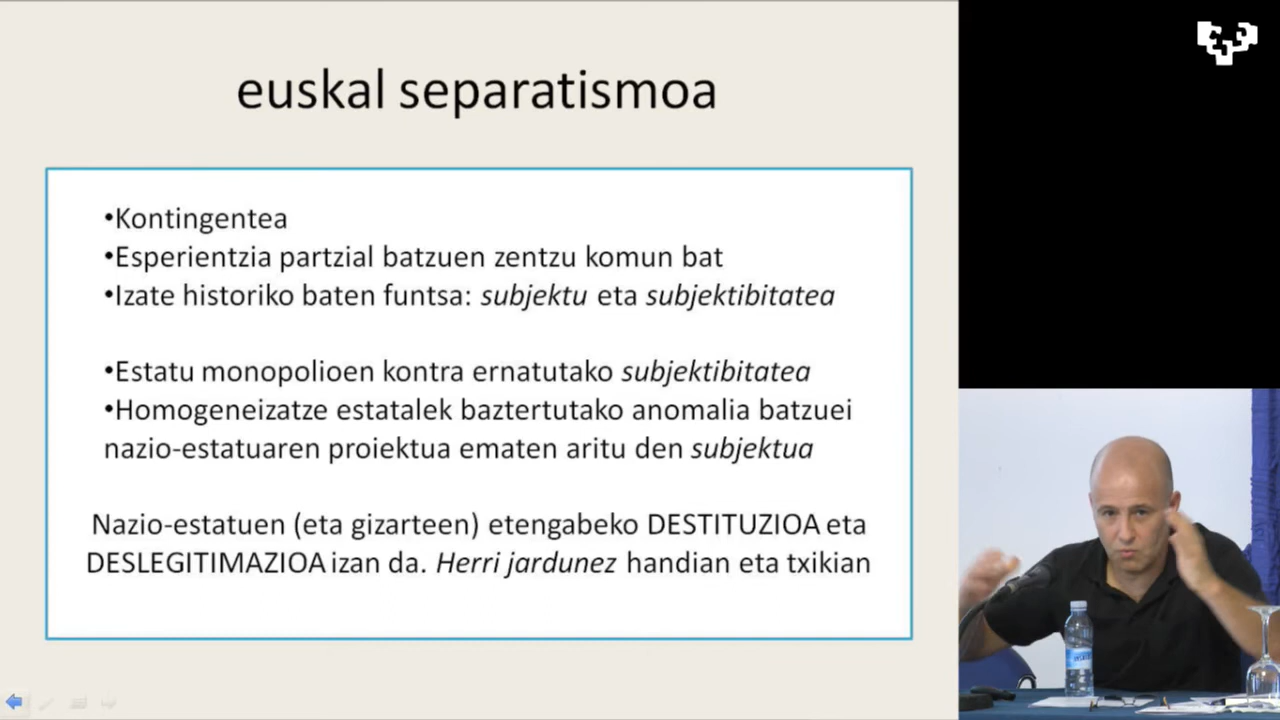 euskal separatismoa
•Kontingentea
•Esperientzia partzial batzuen zentzu komun bat
•Izate historiko baten funtsa: subjektu eta subjektibitatea
•Estatu monopolioen kontra ernatutako subjektibitatea
•Homogeneizatze estatalek baztertutako anomalia batzuei
nazio-estatuaren proiektua ematen aritu den subjektua
Nazio-estatuen (eta gizarteen) etengabeko DESTITUZIOA eta
DESLEGITIMAZIOA izan da. Herri jardunez handian eta txikian